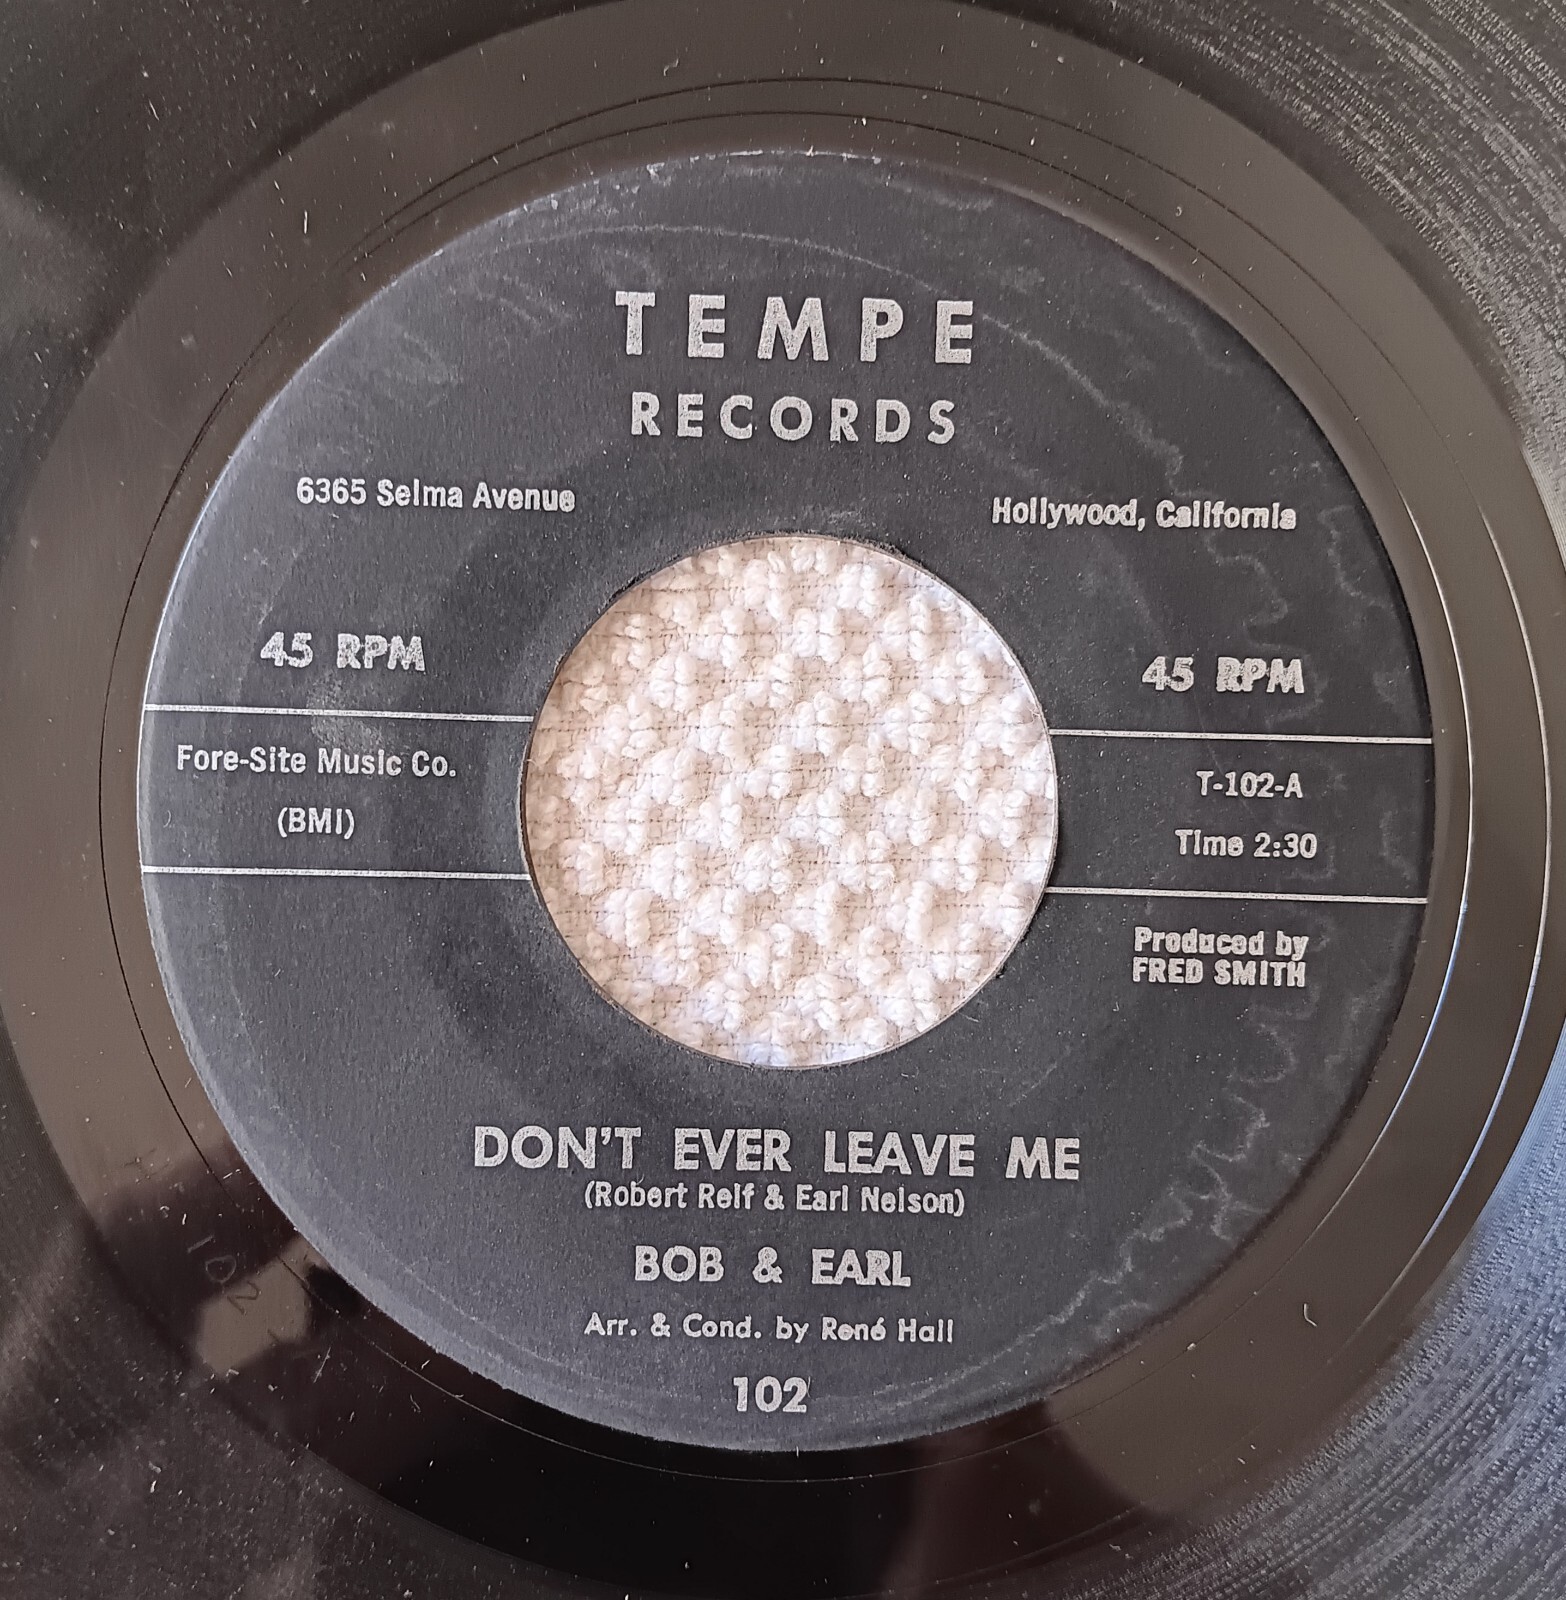 TEMPE
RECORDS
6365 Selma Avenue
Hollywood, California
45 RPM
45 RPM
Fore-Site Music Co.
(BMI)
T-102-A
Time 2:30
Produced by
FRED SMITH
DON'T EVER LEAVE ME
(Robert Relf & Earl Nelson)
BOB & EARL
Arr. & Cond. by René Hall
102